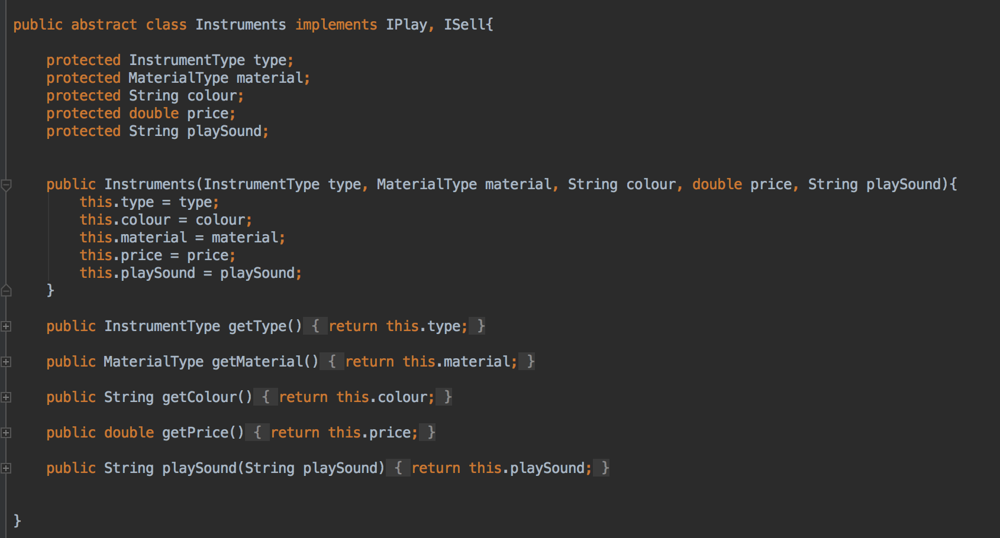 public abstract class Instruments implements IPlay, ISell{
protected InstrumentType type;
protected MaterialType material;
protected String colour;
protected double price;
protected String playSound;
public Instruments(InstrumentType type, MaterialType material, String colour, double price, String playSound){
this.type = type;
this.colour = colour;
this.material = material;
this.price = price;
this.playSound = playSound;
}
public InstrumentType getType() { return this.type; }
public MaterialType getMaterial() { return this.material; }
public String getColour() { return this.colour; }
public double getPrice() { return this.price; }
public String playSound(String playSound) { return this.playSound; }
}